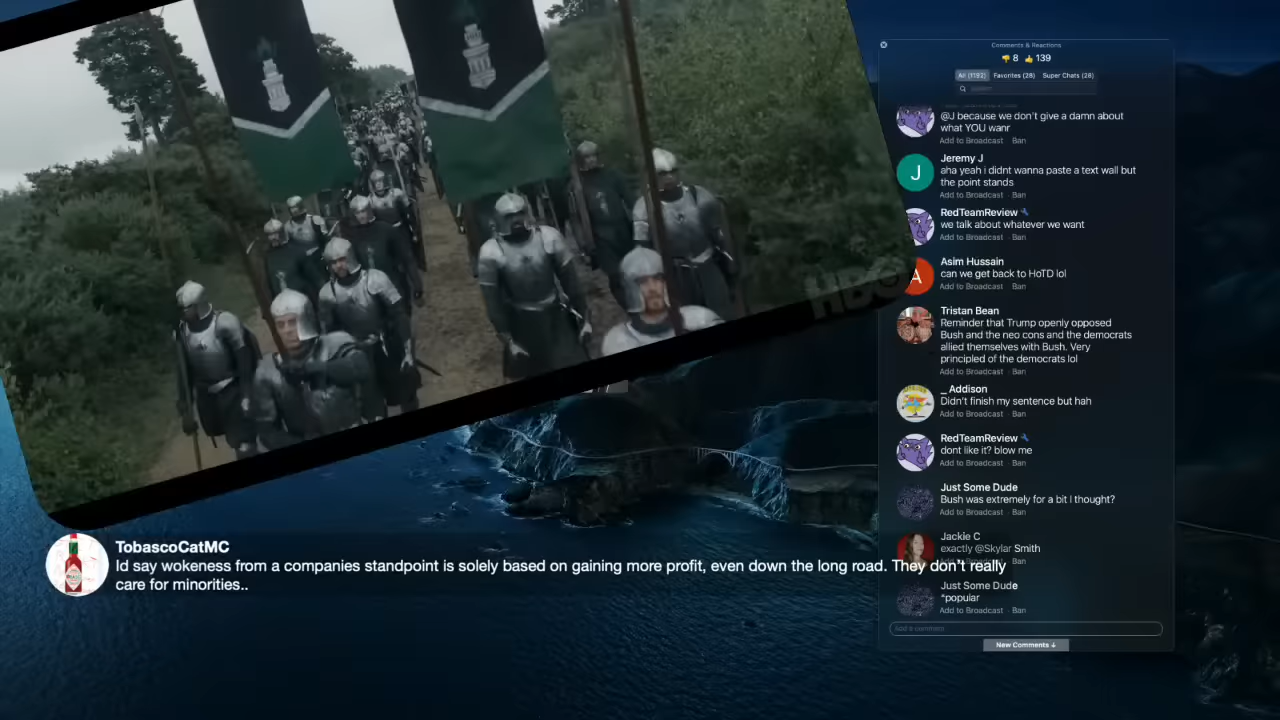 Comments & Reactions
👎 8 👍 139
All (1192) Favorites (28) Super Chats (28)
Search
@J because we don't give a damn about
what YOU wanr
Add to Broadcast · Ban
Jeremy J
aha yeah i didnt wanna paste a text wall but
the point stands
Add to Broadcast · Ban
RedTeamReview
we talk about whatever we want
Add to Broadcast · Ban
Asim Hussain
can we get back to HoTD lol
Add to Broadcast · Ban
Tristan Bean
Reminder that Trump openly opposed
Bush and the neo cons and the democrats
allied themselves with Bush. Very
principled of the democrats lol
Add to Broadcast · Ban
_ Addison
Didn't finish my sentence but hah
Add to Broadcast · Ban
RedTeamReview
dont like it? blow me
Add to Broadcast · Ban
Just Some Dude
Bush was extremely for a bit I thought?
Add to Broadcast · Ban
Jackie C
exactly @Skylar Smith
Add to Broadcast · Ban
Just Some Dude
*popular
Add to Broadcast · Ban
Add a comment
New Comments ↓
HBO
A
J
TobascoCatMC
Id say wokeness from a companies standpoint is solely based on gaining more profit, even down the long road. They don't really
care for minorities..